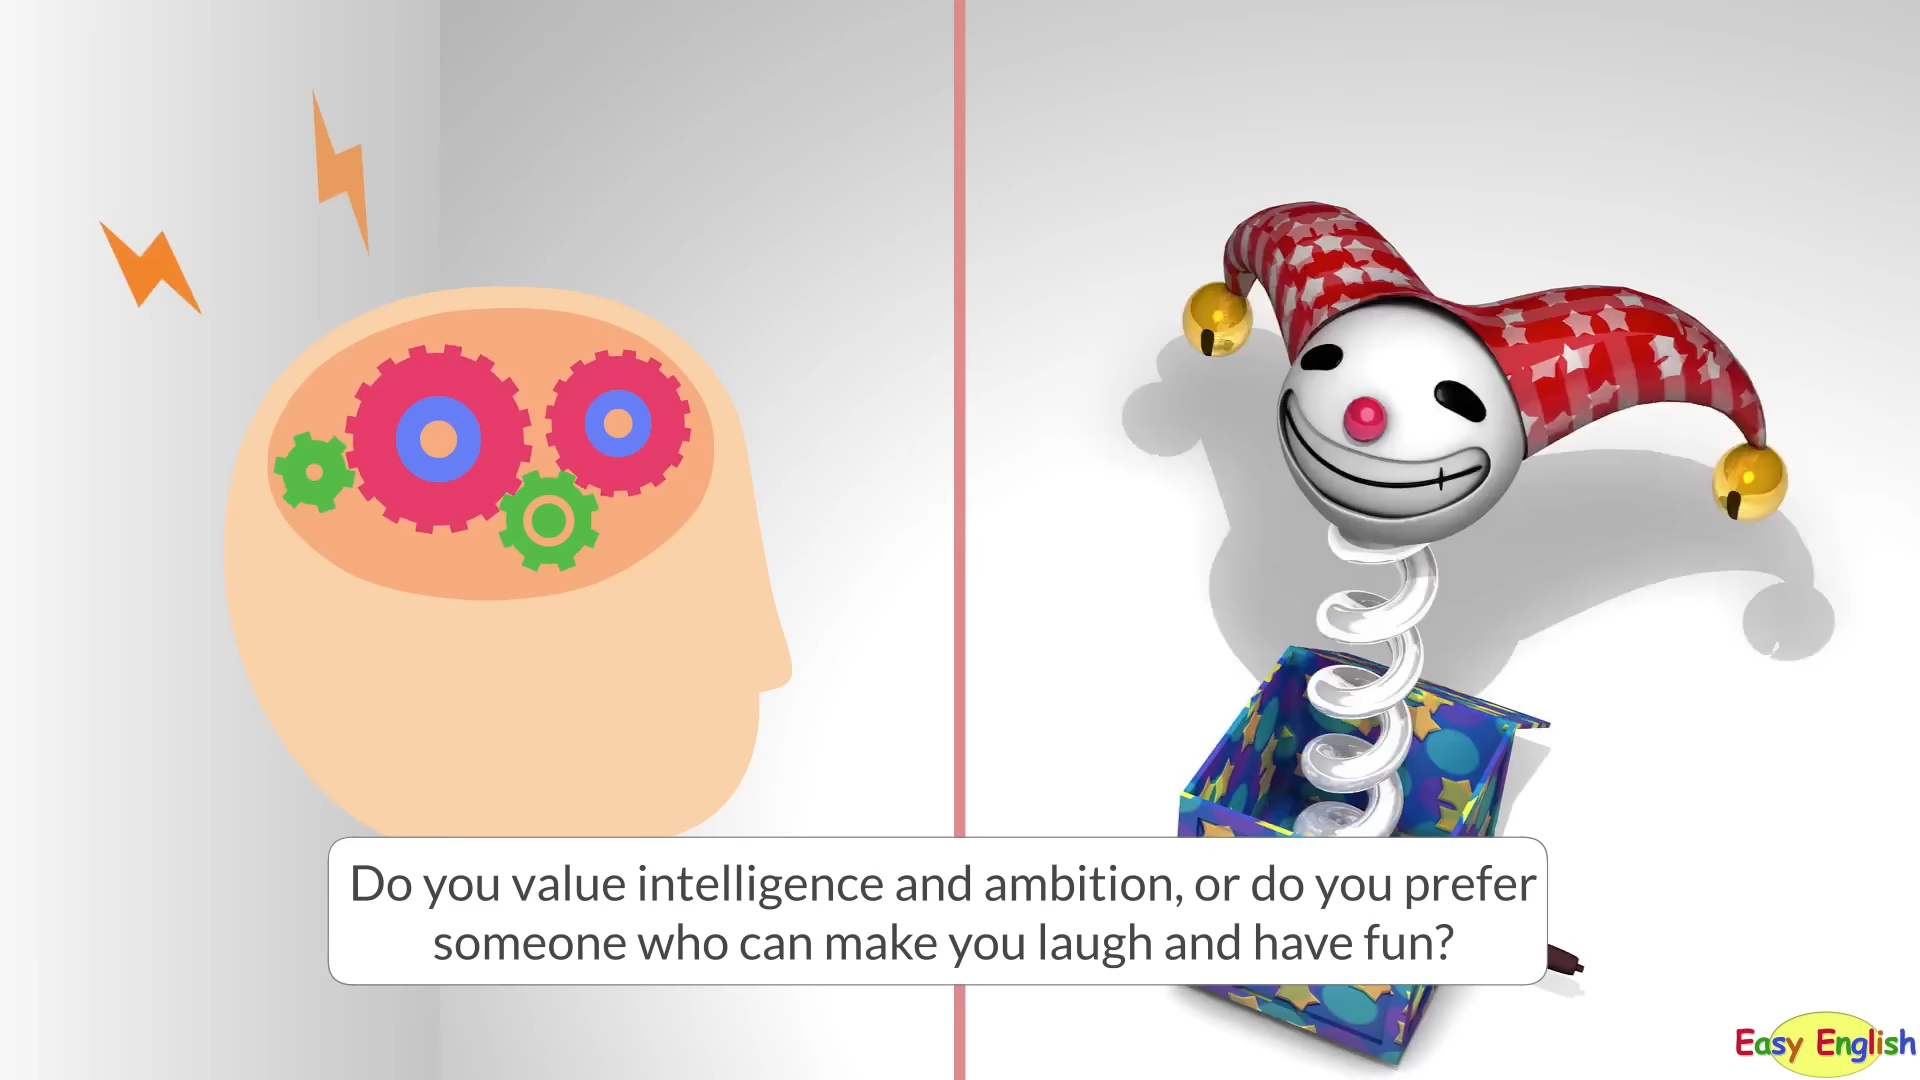 Do you value intelligence and ambition, or do you prefer
someone who can make you laugh and have fun?
Easy English